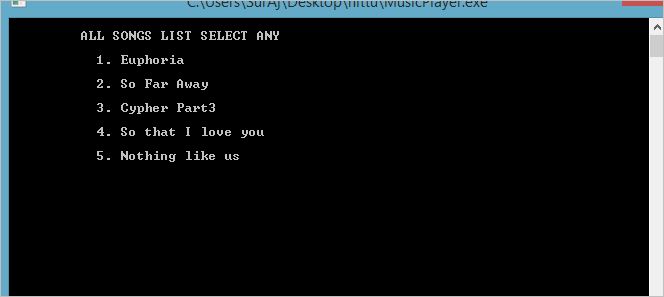 C:\Users\SurAj\Desktop\nittu\MusicPlayer.exe
ALL SONGS LIST SELECT ANY
1. Euphoria
2. So Far Away
3. Cypher Part3
4. So that I love you
5. Nothing like us